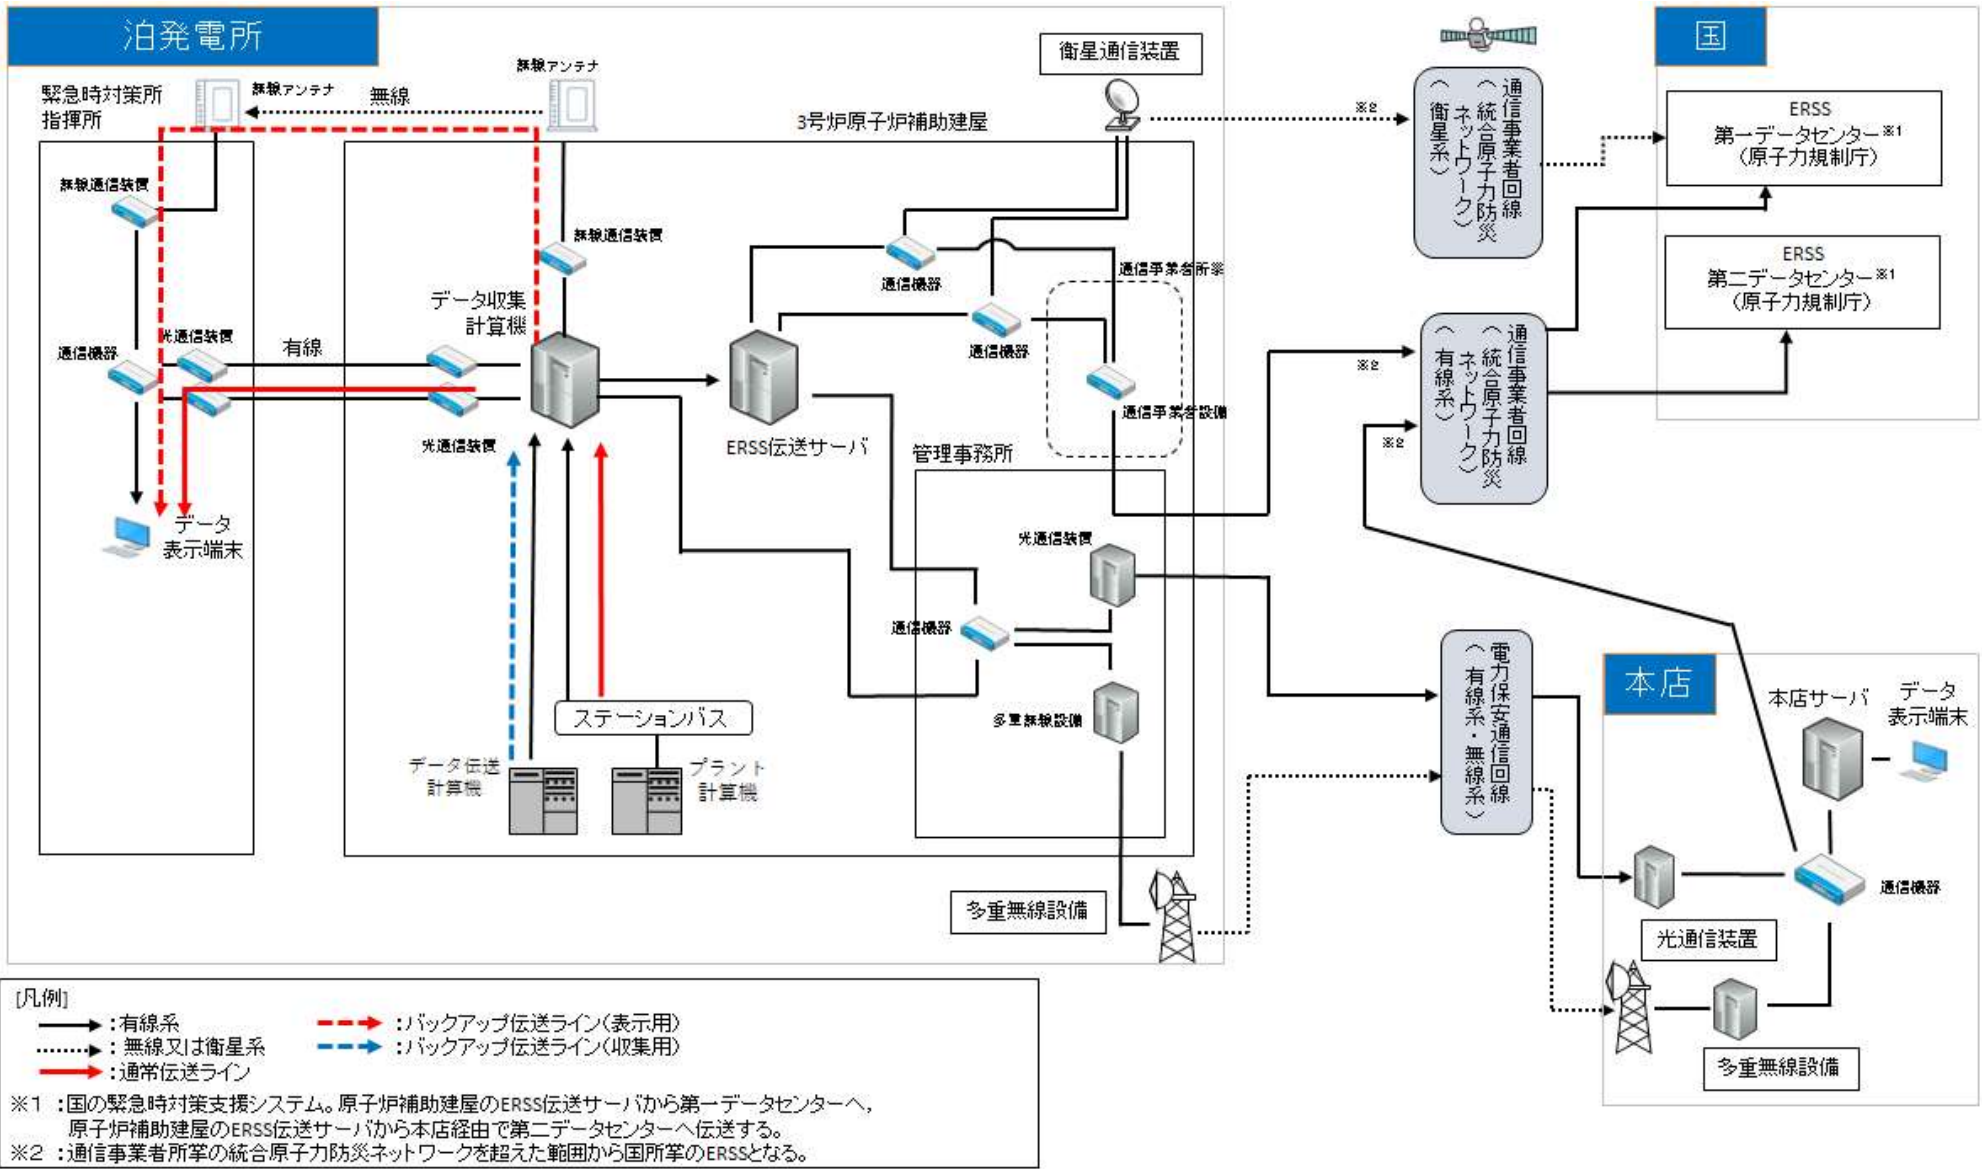 泊発電所
国
緊急時対策所
指揮所
無線アンテナ
無線
無線アンテナ
衛星通信装置
3号炉原子炉補助建屋
※2
通信事業者回線
（統合原子力防災
ネットワーク）
（衛星系）
ERSS
第一データセンター※1
（原子力規制庁）
ERSS
第二データセンター※1
（原子力規制庁）
無線通信装置
無線通信装置
データ収集
計算機
通信機器
通信事業者所掌
通信機器
光通信装置
有線
通信機器
光通信装置
ERSS伝送サーバ
通信事業者設備
※2
※2
通信事業者回線
（統合原子力防災
ネットワーク）
（有線系）
管理事務所
データ
表示端末
光通信装置
通信機器
多重無線設備
ステーションバス
データ伝送
計算機
プラント
計算機
電力保安通信回線
（有線系・無線系）
本店
本店サーバ
データ
表示端末
通信機器
光通信装置
多重無線設備
多重無線設備
[凡例]
：有線系
：無線又は衛星系
：通常伝送ライン
：バックアップ伝送ライン（表示用）
：バックアップ伝送ライン（収集用）
※1 ：国の緊急時対策支援システム。原子炉補助建屋のERSS伝送サーバから第一データセンターへ，
原子炉補助建屋のERSS伝送サーバから本店経由で第二データセンターへ伝送する。
※2 ：通信事業者所掌の統合原子力防災ネットワークを超えた範囲から国所掌のERSSとなる。